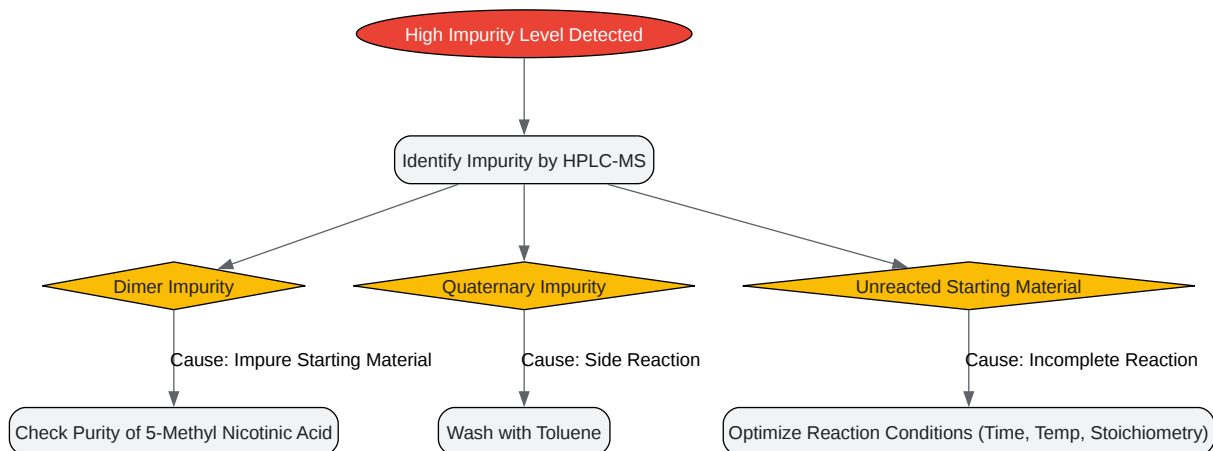 High Impurity Level Detected
Identify Impurity by HPLC-MS
Dimer Impurity
Quaternary Impurity
Unreacted Starting Material
Cause: Impure Starting Material
Cause: Side Reaction
Cause: Incomplete Reaction
Check Purity of 5-Methyl Nicotinic Acid
Wash with Toluene
Optimize Reaction Conditions (Time, Temp, Stoichiometry)